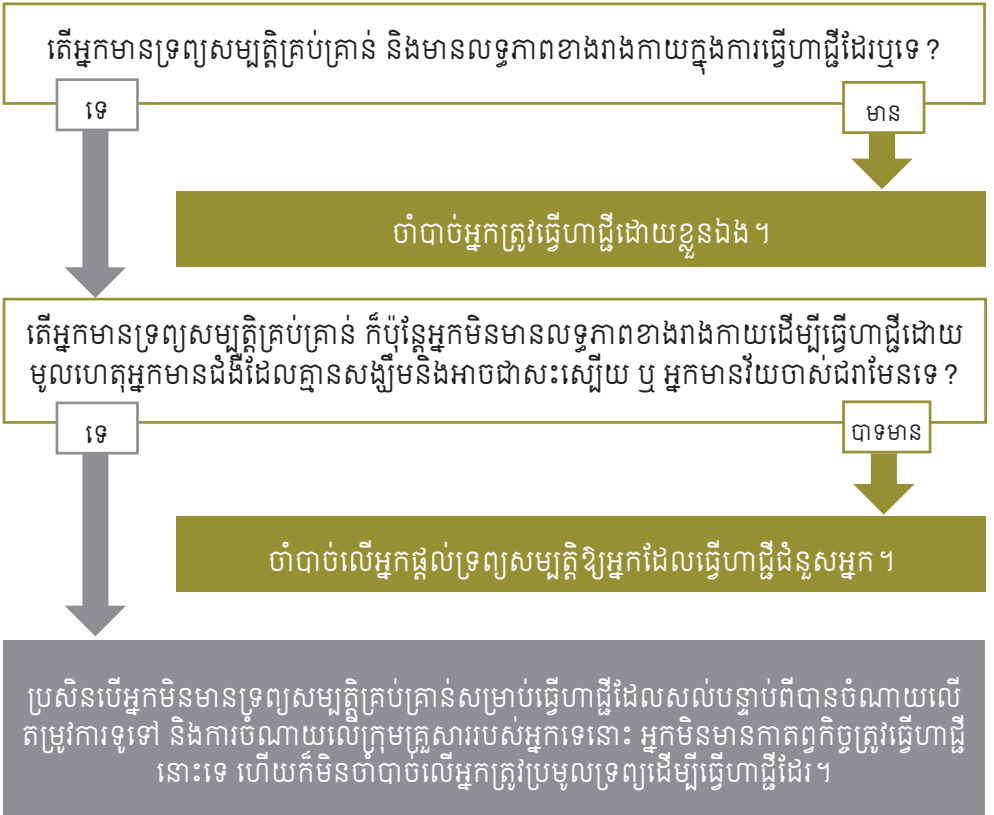 តើអ្នកមានទ្រព្យសម្បត្តិគ្រប់គ្រាន់ និងមានលទ្ធភាពខាងរាងកាយក្នុងការធ្វើហាជ្ជីដែរឬទេ ?
ទេ
មាន
ចាំបាច់អ្នកត្រូវធ្វើហាជ្ជីដោយខ្លួនឯង ។
តើអ្នកមានទ្រព្យសម្បត្តិគ្រប់គ្រាន់ ក៏ប៉ុន្តែអ្នកមិនមានលទ្ធភាពខាងរាងកាយដើម្បីធ្វើហាជ្ជីដោយ
មូលហេតុអ្នកមានជំងឺដែលគ្មានសង្ឃឹមនិងអាចជាសះស្បើយ ឬ អ្នកមានវ័យចាស់ជរាមែនទេ ?
ទេ
បាទមាន
ចាំបាច់លើអ្នកផ្តល់ទ្រព្យសម្បត្តិឱ្យអ្នកដែលធ្វើហាជ្ជីជំនួសអ្នក ។
ប្រសិនបើអ្នកមិនមានទ្រព្យសម្បត្តិគ្រប់គ្រាន់សម្រាប់ធ្វើហាជ្ជីដែលសល់បន្ទាប់ពីបានចំណាយលើ
តម្រូវការទូទៅ និងការចំណាយលើក្រុមគ្រួសាររបស់អ្នកទេនោះ អ្នកមិនមានកាតព្វកិច្ចត្រូវធ្វើហាជ្ជី
នោះទេ ហើយក៏មិនចាំបាច់លើអ្នកត្រូវប្រមូលទ្រព្យដើម្បីធ្វើហាជ្ជីដែរ ។